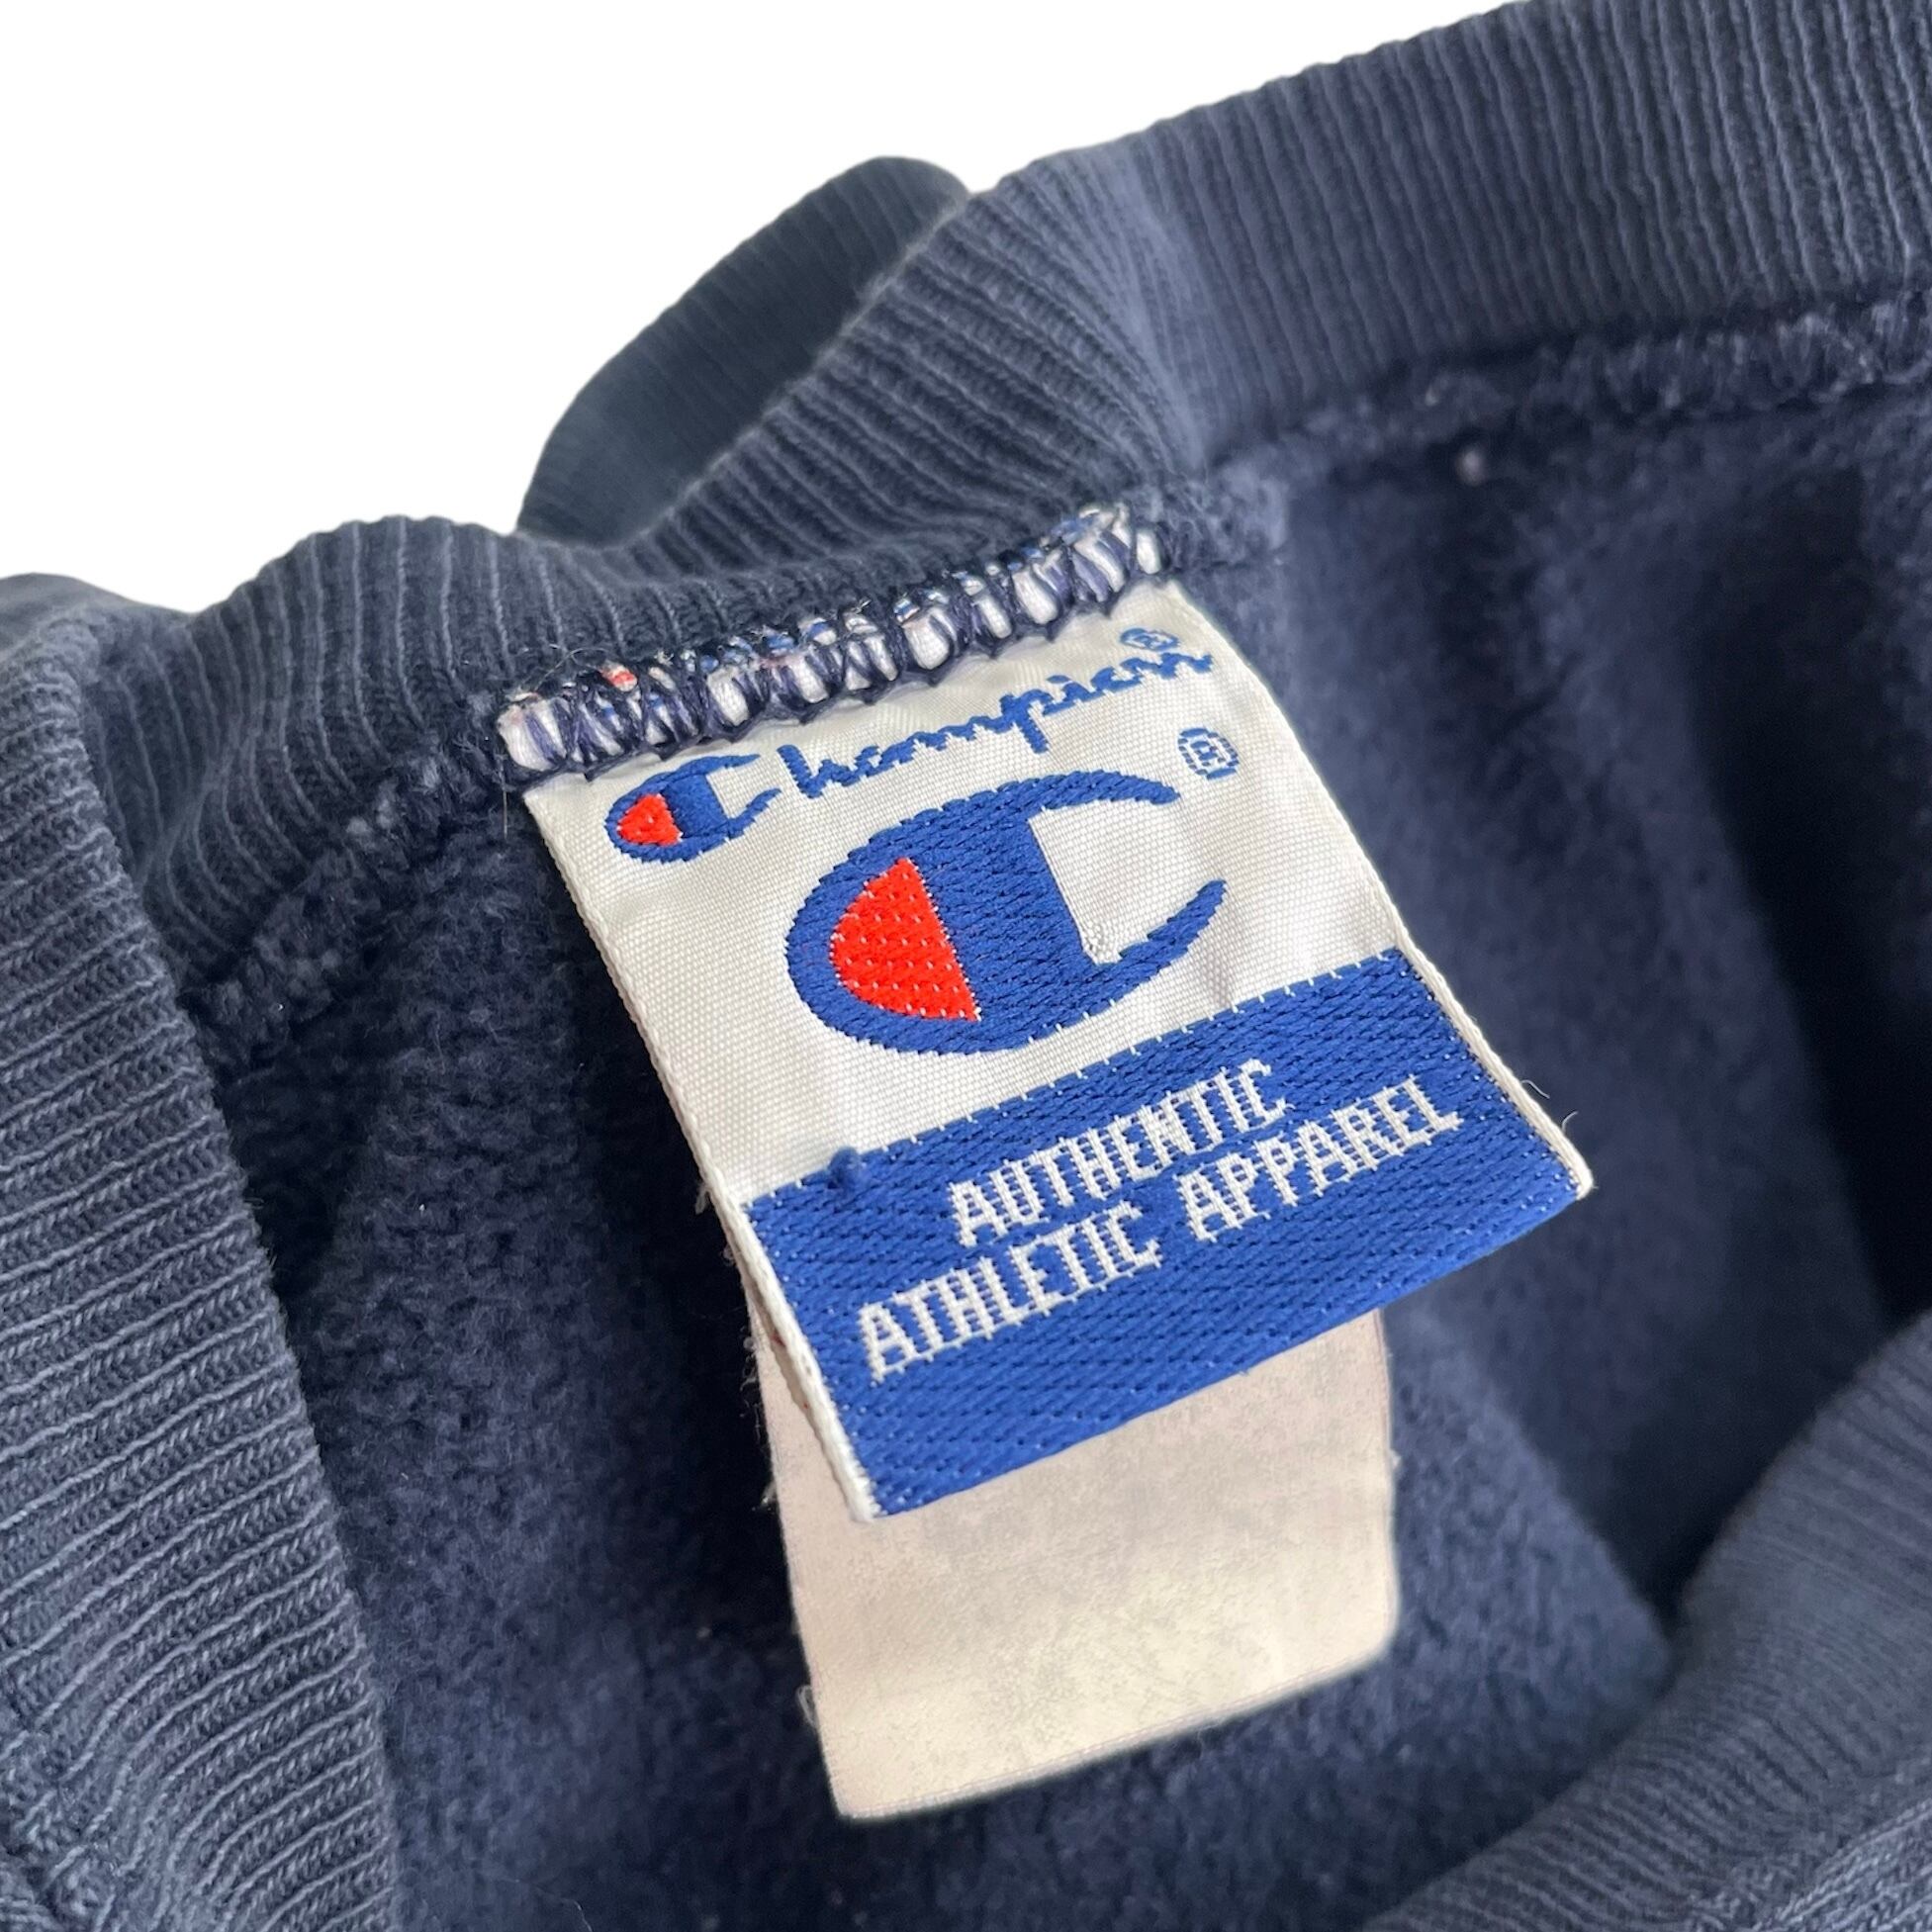 Champion®
®
AUTHENTIC
ATHLETIC APPAREL